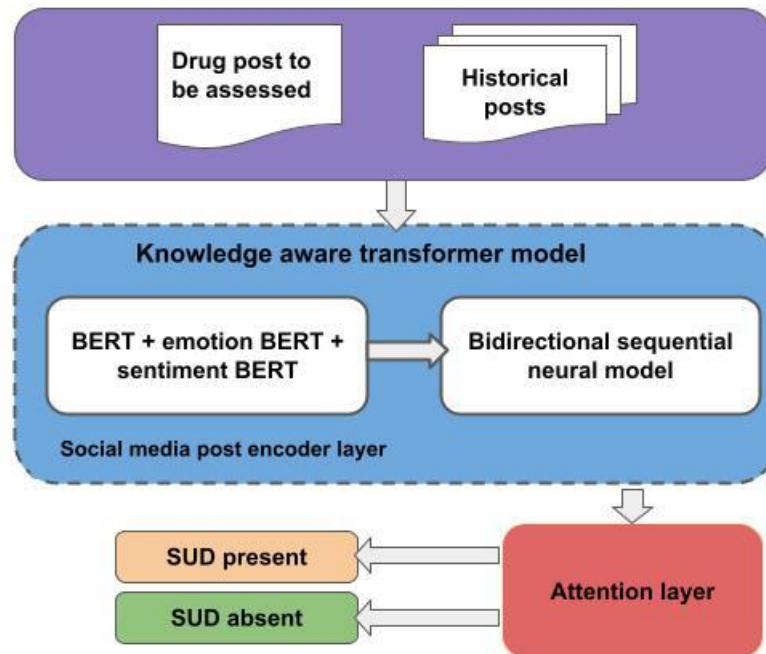 Drug post to
be assessed
Historical
posts
Knowledge aware transformer model
BERT + emotion BERT +
sentiment BERT
Bidirectional sequential
neural model
Social media post encoder layer
SUD present
SUD absent
Attention layer